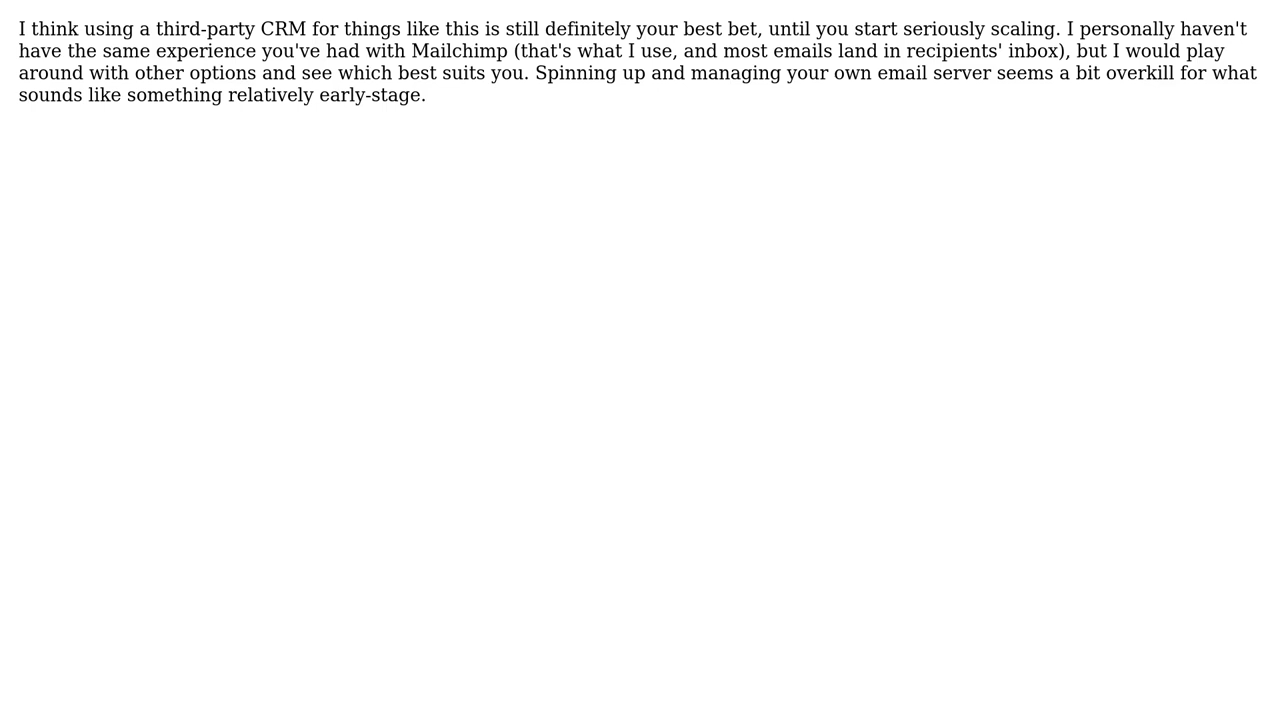 I think using a third-party CRM for things like this is still definitely your best bet, until you start seriously scaling. I personally haven't
have the same experience you've had with Mailchimp (that's what I use, and most emails land in recipients' inbox), but I would play
around with other options and see which best suits you. Spinning up and managing your own email server seems a bit overkill for what
sounds like something relatively early-stage.